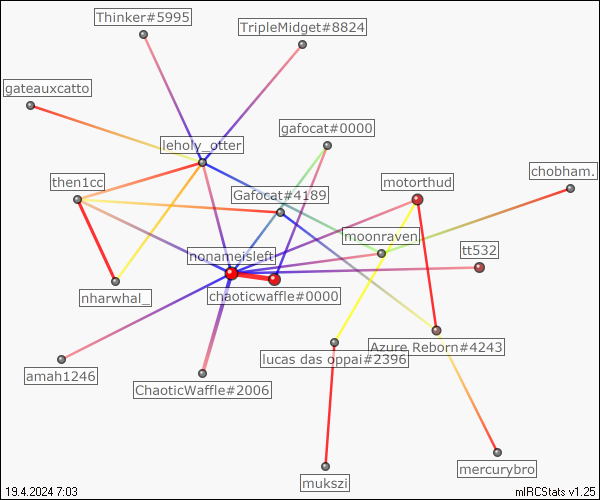 Thinker#5995
TripleMidget#8824
gateauxcatto
gafocat#0000
leholy_otter
chobham.
then1cc
motorthud
Gafocat#4189
moonraven
nonameisleft
tt532
nharwhal_
chaoticwaffle#0000
Azure Reborn#4243
lucas das oppai#2396
amah1246
ChaoticWaffle#2006
mercurybro
mukszi
19.4.2024 7:03
mIRCStats v1.25